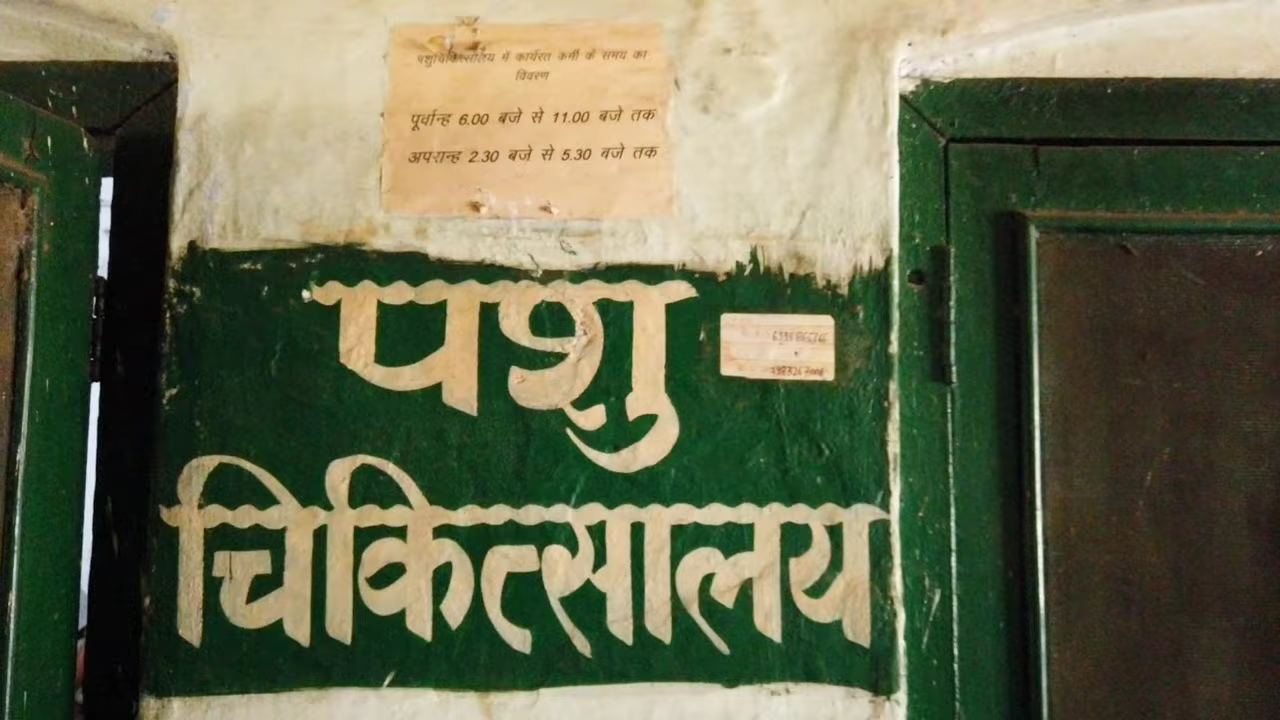 पशुचिकित्सालय में कार्यरत कर्मी के समय का
विवरण
पूर्वान्ह 6.00 बजे से 11.00 बजे तक
अपरान्ह 2.30 बजे से 5.30 बजे तक
पशु-
चिकित्सालय